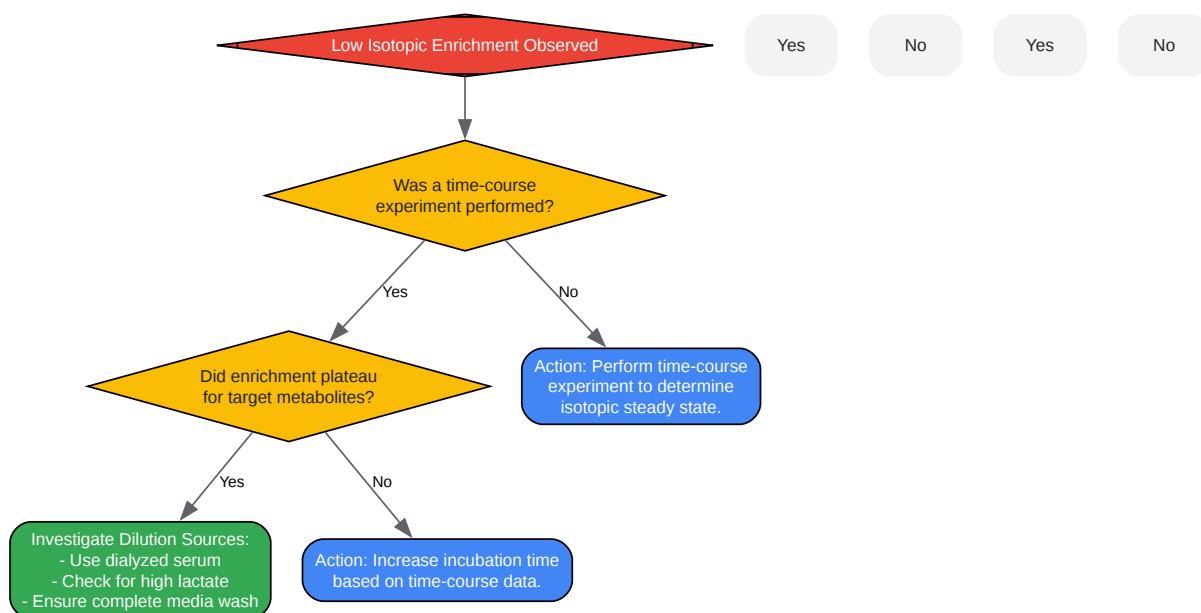 Low Isotopic Enrichment Observed
Yes
No
Yes
No
Was a time-course
experiment performed?
Yes
No
Did enrichment plateau
for target metabolites?
Action: Perform time-course
experiment to determine
isotopic steady state.
Yes
No
Investigate Dilution Sources:
- Use dialyzed serum
- Check for high lactate
- Ensure complete media wash
Action: Increase incubation time
based on time-course data.